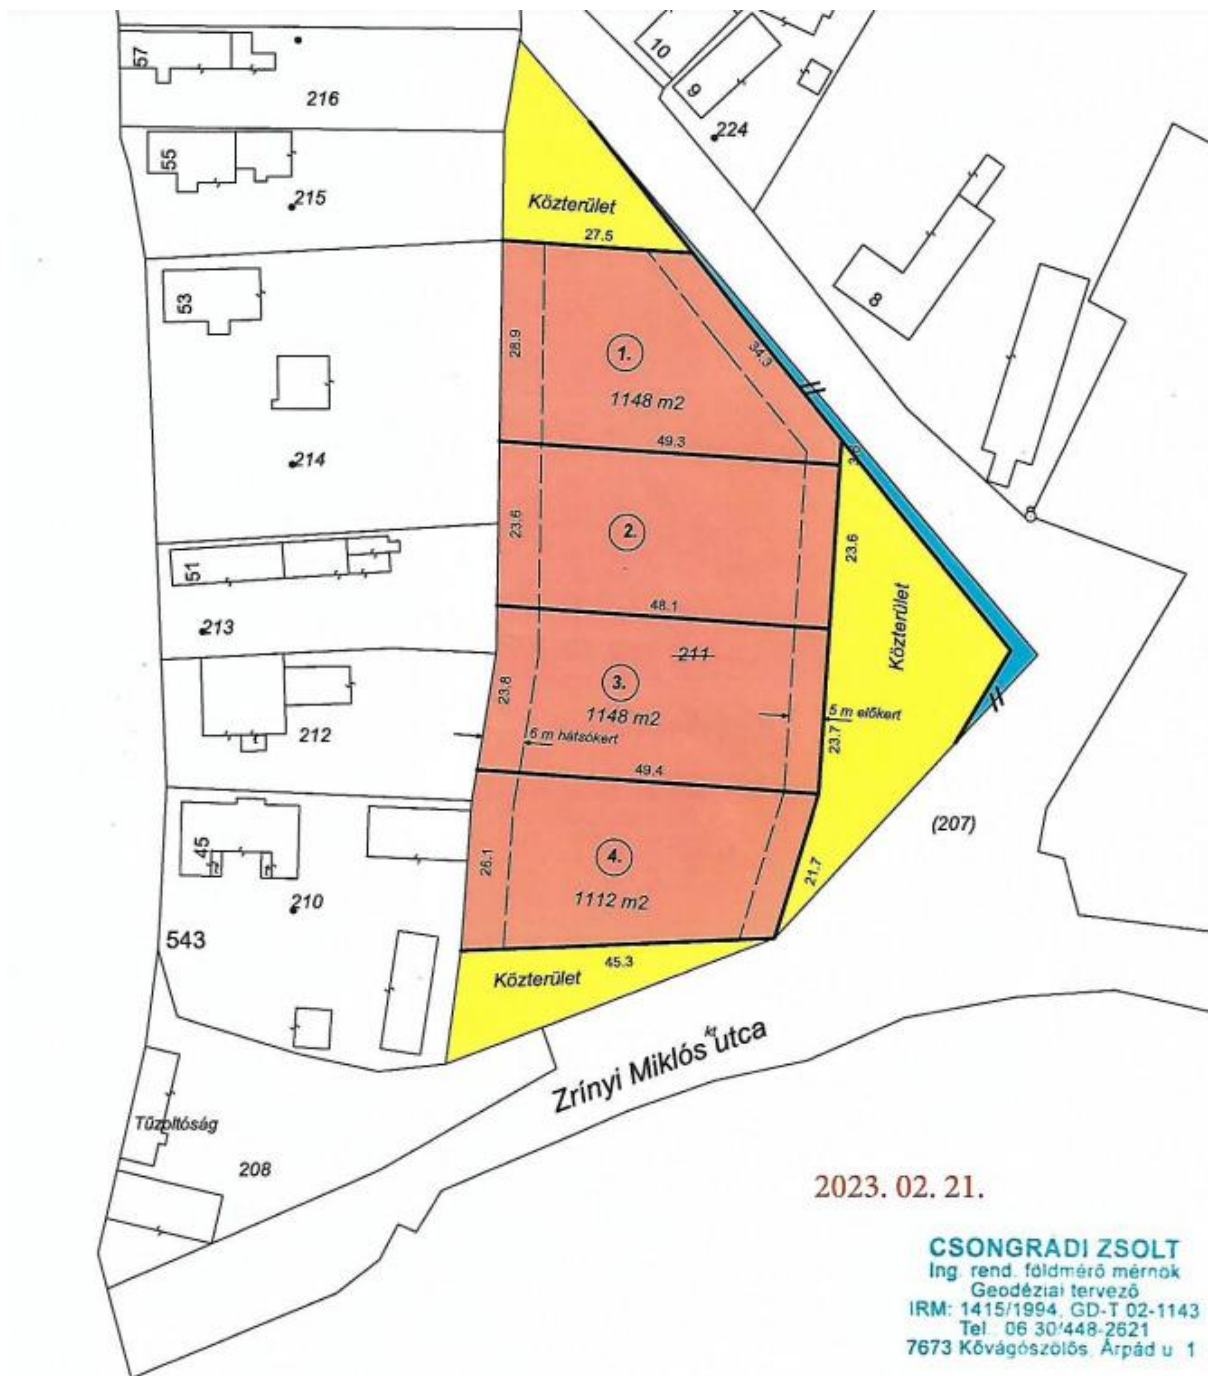 57
216
10
9
224
55
215
Közterület
27.5
53
8
28.9
1.
34.3
1148 m2
214
49.3
3.9
51
23.6
2.
23.6
213
48.1
Közterület
211
3.
23.8
1148 m2
5 m előkert
212
6 m hátsókert
23.7
49.4
(207)
45
26.1
4.
21.7
210
1112 m2
543
45.3
Közterület
kt
Zrínyi Miklós utca
Tűzoltóság
208
2023. 02. 21.
CSONGRADI ZSOLT
Ing. rend. földmérő mérnök
Geodéziai tervező
IRM: 1415/1994, GD-T 02-1143
Tel.: 06 30/448-2621
7673 Kővágószőlős, Árpád u. 1